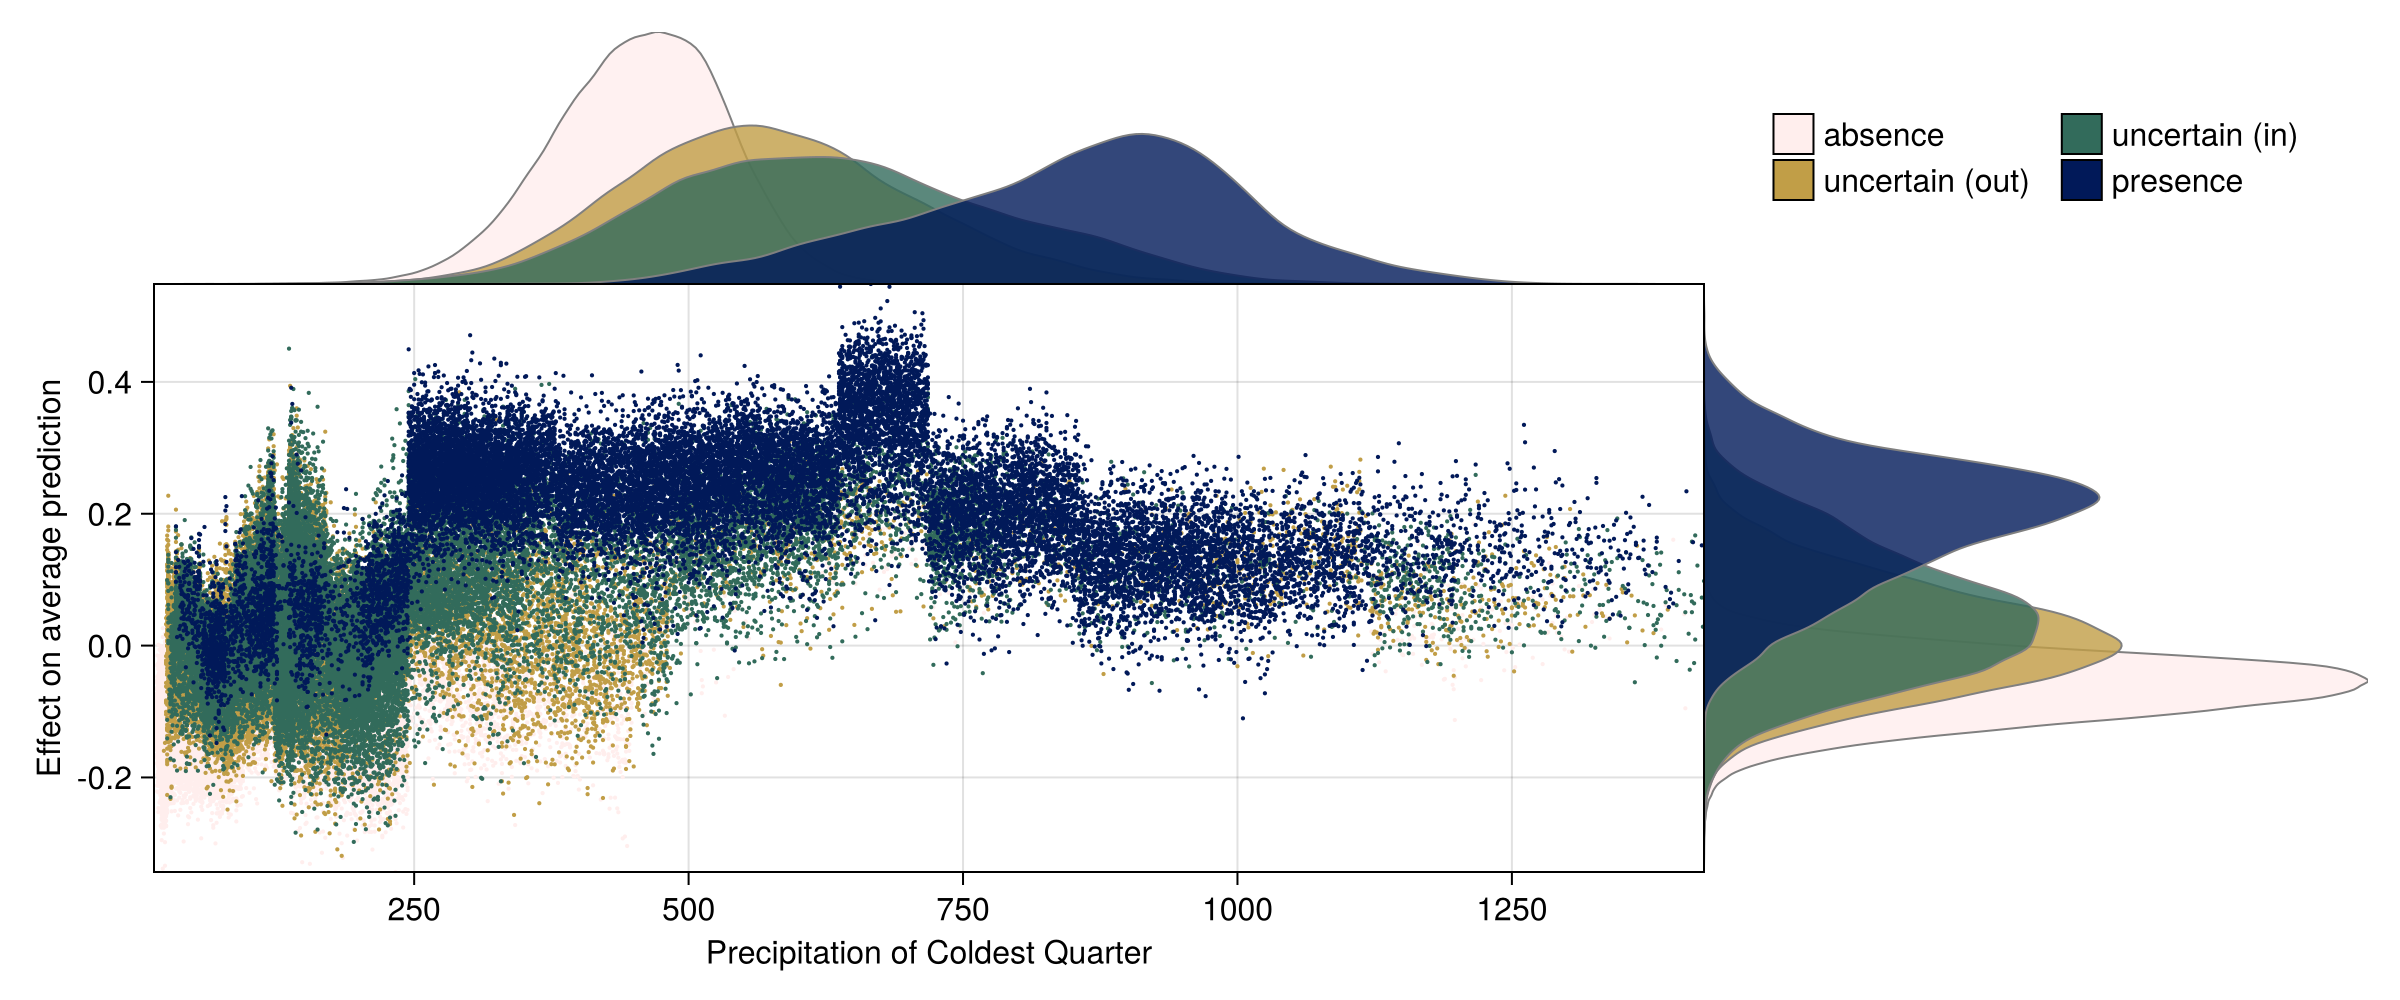 absence
uncertain (in)
uncertain (out)
presence
Effect on average prediction
0.4
0.2
0.0
-0.2
250
500
750
1000
1250
Precipitation of Coldest Quarter